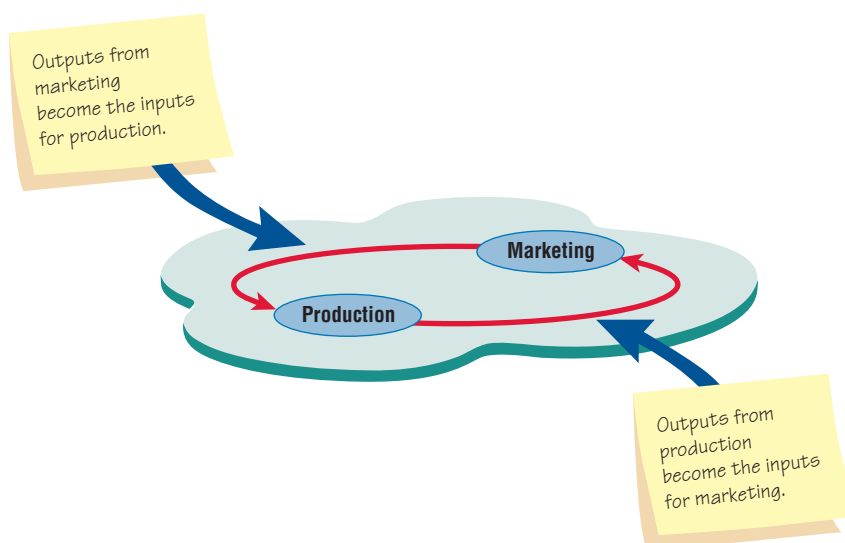 Outputs from
marketing
become the inputs
for production.
Marketing
Production
Outputs from
production
become the inputs
for marketing.